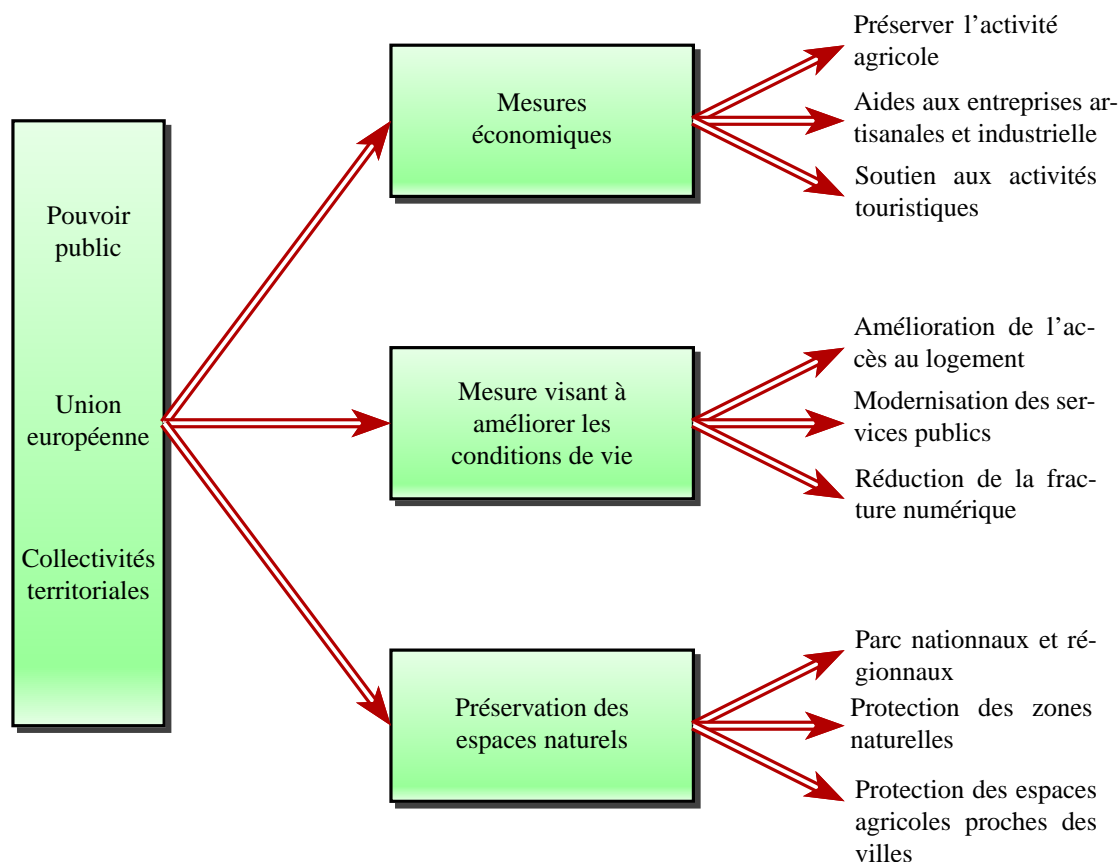 Pouvoir
public
Union
européenne
Collectivités
territoriales
Mesures
économiques
Préserver l’activité
agricole
Aides aux entreprises ar-
tisanales et industrielle
Soutien aux activités
touristiques
Mesure visant à
améliorer les
conditions de vie
Amélioration de l’ac-
cès au logement
Modernisation des ser-
vices publics
Réduction de la frac-
ture numérique
Préservation des
espaces naturels
Parc nationnaux et ré-
gionnaux
Protection des zones
naturelles
Protection des espaces
agricoles proches des
villes